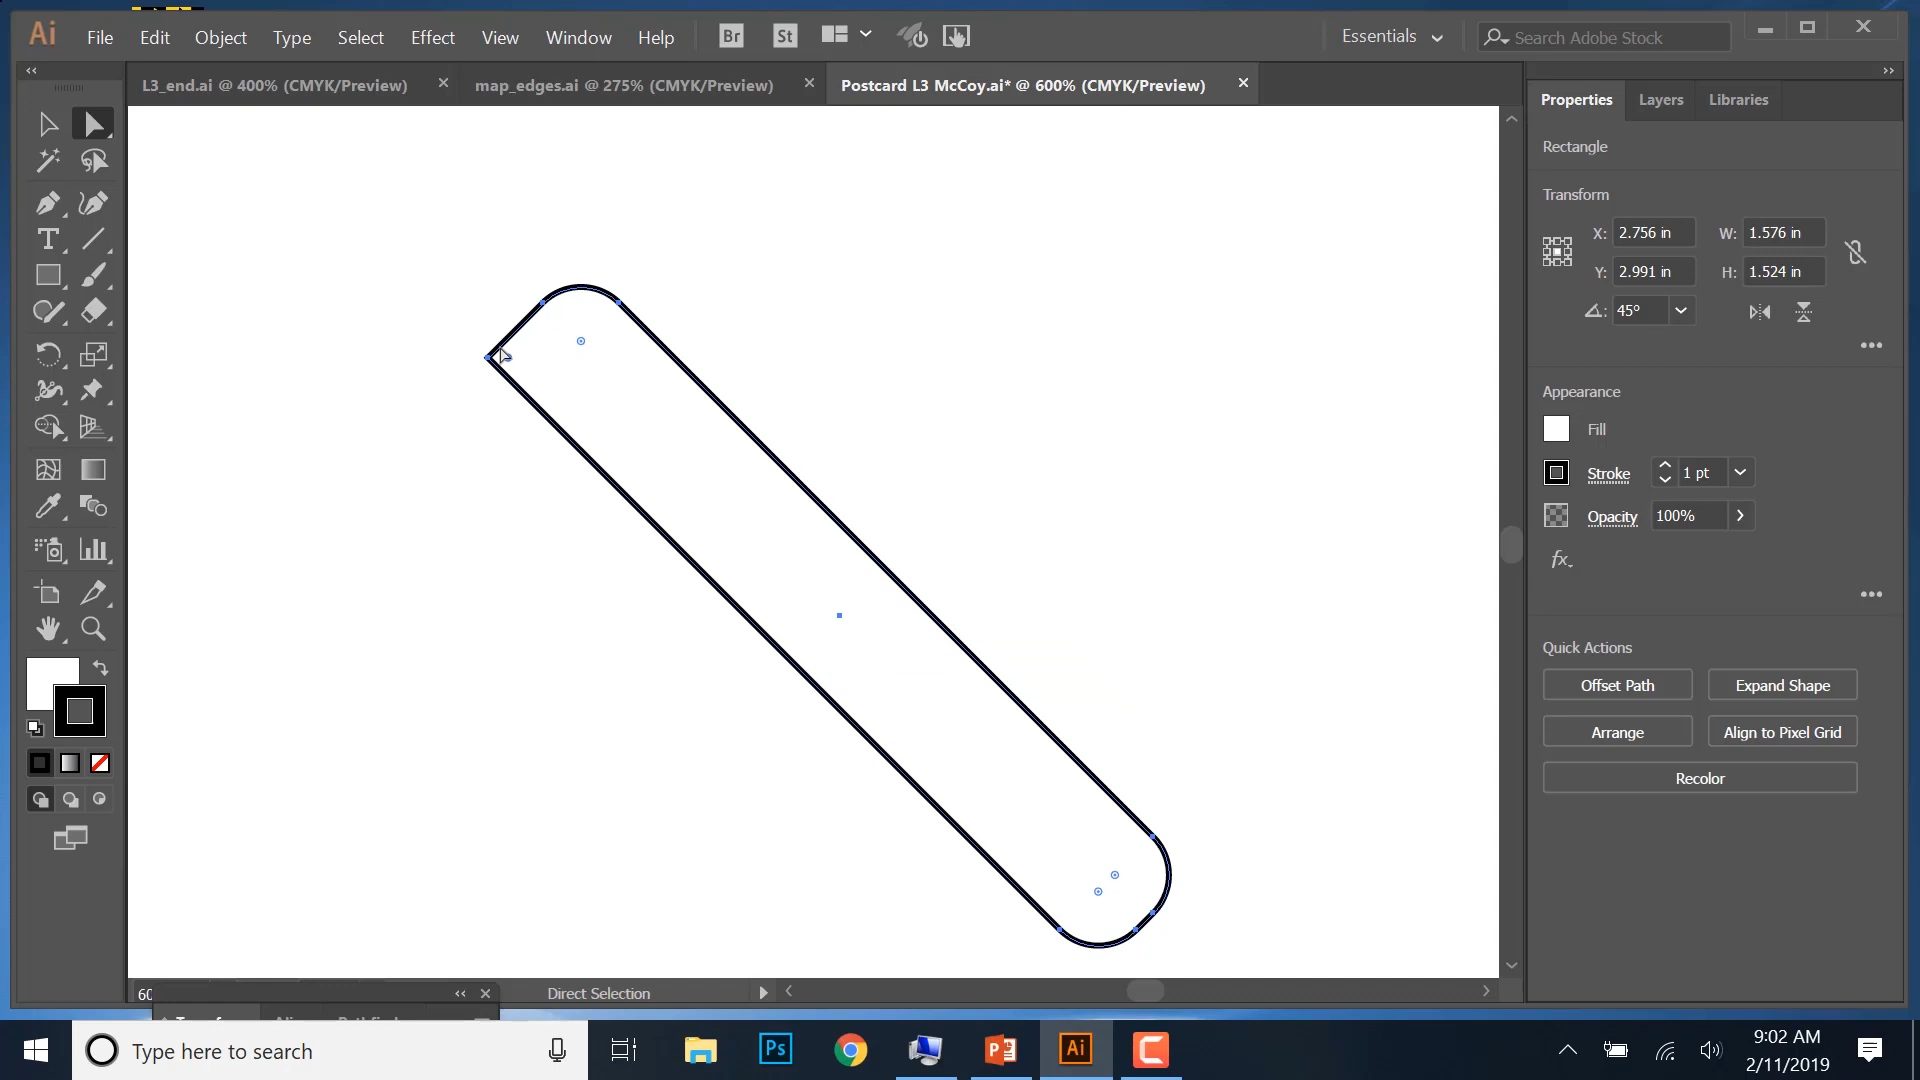 Ai File Edit Object Type Select Effect View Window Help Br St Essentials Search Adobe Stock
L3_end.ai @ 400% (CMYK/Preview) map_edges.ai @ 275% (CMYK/Preview) Postcard L3 McCoy.ai* @ 600% (CMYK/Preview)
Properties Layers Libraries
Rectangle
Transform
X: 2.756 in W: 1.576 in
Y: 2.991 in H: 1.524 in
45°
Appearance
Fill
Stroke 1 pt
Opacity 100%
fx
Quick Actions
Offset Path Expand Shape
Arrange Align to Pixel Grid
Recolor
Direct Selection
Type here to search
Ps
Ai
9:02 AM
2/11/2019